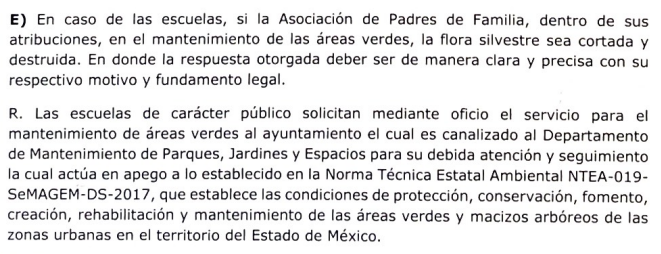 E) En caso de las escuelas, si la Asociación de Padres de Familia, dentro de sus
atribuciones, en el mantenimiento de las áreas verdes, la flora silvestre sea cortada y
destruida. En donde la respuesta otorgada deber ser de manera clara y precisa con su
respectivo motivo y fundamento legal.
R. Las escuelas de carácter público solicitan mediante oficio el servicio para el
mantenimiento de áreas verdes al ayuntamiento el cual es canalizado al Departamento
de Mantenimiento de Parques, Jardines y Espacios para su debida atención y seguimiento
la cual actúa en apego a lo establecido en la Norma Técnica Estatal Ambiental NTEA-019-
SeMAGEM-DS-2017, que establece las condiciones de protección, conservación, fomento,
creación, rehabilitación y mantenimiento de las áreas verdes y macizos arbóreos de las
zonas urbanas en el territorio del Estado de México.